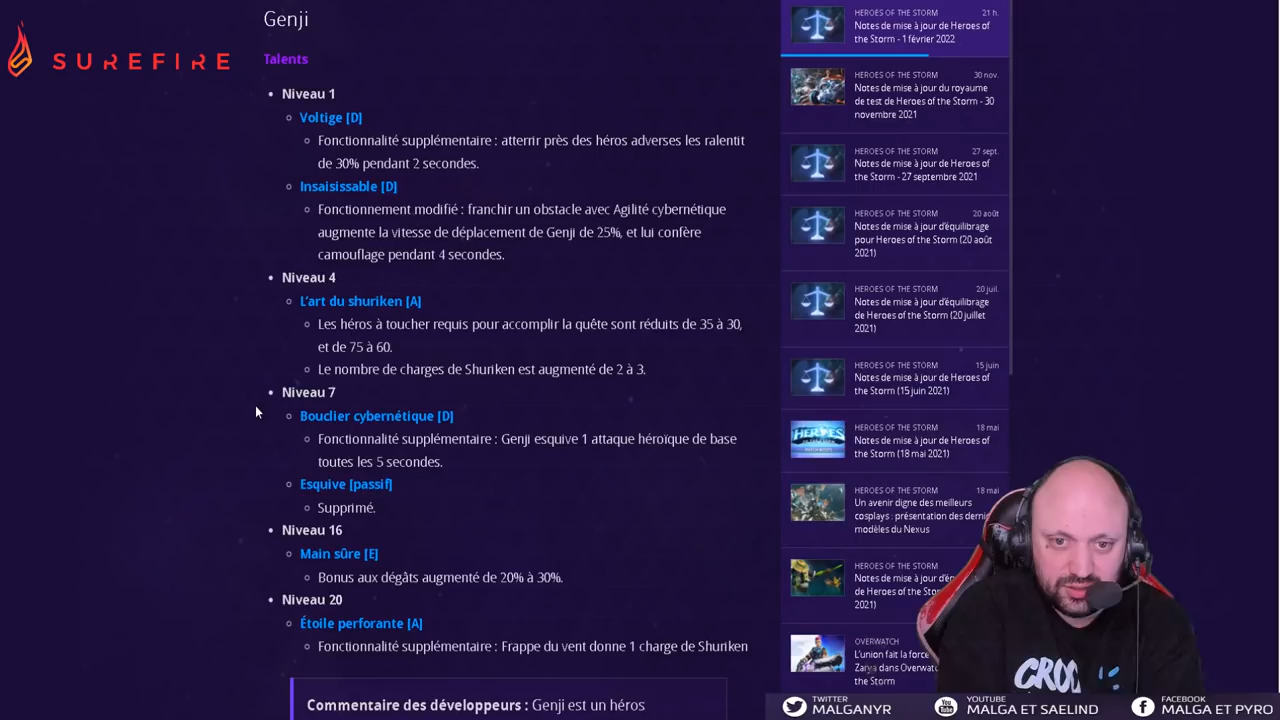 SUREFIRE
Genji
Talents
• Niveau 1
Voltige [D]
Fonctionnalité supplémentaire : atterrir près des héros adverses les ralentit
de 30% pendant 2 secondes.
Insaisissable [D]
Fonctionnement modifié : franchir un obstacle avec Agilité cybernétique
augmente la vitesse de déplacement de Genji de 25%, et lui confère
camouflage pendant 4 secondes.
• Niveau 4
L'art du shuriken [A]
Les héros à toucher requis pour accomplir la quête sont réduits de 35 à 30,
et de 75 à 60.
Le nombre de charges de Shuriken est augmenté de 2 à 3.
• Niveau 7
Bouclier cybernétique [D]
Fonctionnalité supplémentaire : Genji esquive 1 attaque héroïque de base
toutes les 5 secondes.
Esquive [passif]
Supprimé.
• Niveau 16
Main sûre [E]
Bonus aux dégâts augmenté de 20% à 30%.
• Niveau 20
Étoile perforante [A]
Fonctionnalité supplémentaire : Frappe du vent donne 1 charge de Shuriken
Commentaire des développeurs : Genji est un héros
HEROES OF THE STORM 21 h.
Notes de mise à jour de Heroes of
the Storm - 1 février 2022
HEROES OF THE STORM 30 nov.
Notes de mise à jour du royaume
de test de Heroes of the Storm - 30
novembre 2021
HEROES OF THE STORM 27 sept.
Notes de mise à jour de Heroes of
the Storm - 27 septembre 2021
HEROES OF THE STORM 20 août
Notes de mise à jour d'équilibrage
pour Heroes of the Storm (20 août
2021)
HEROES OF THE STORM 20 juil.
Notes de mise à jour d'équilibrage
de Heroes of the Storm (20 juillet
2021)
HEROES OF THE STORM 15 juin
Notes de mise à jour de Heroes of
the Storm (15 juin 2021)
HEROES OF THE STORM 18 mai
Notes de mise à jour de Heroes of
the Storm (18 mai 2021)
HEROES OF THE STORM 18 mai
Un avenir digne des meilleurs
cosplays : présentation des
modèles du Nexus
HEROES OF THE STORM
Notes de mise à jour
de Heroes of the
2021)
OVERWATCH
L'union fait la force
Zarya dans
the Storm
TWITTER
MALGANYR
YOUTUBE
MALGA ET SAELIND
FACEBOOK
MALGA ET PYRO